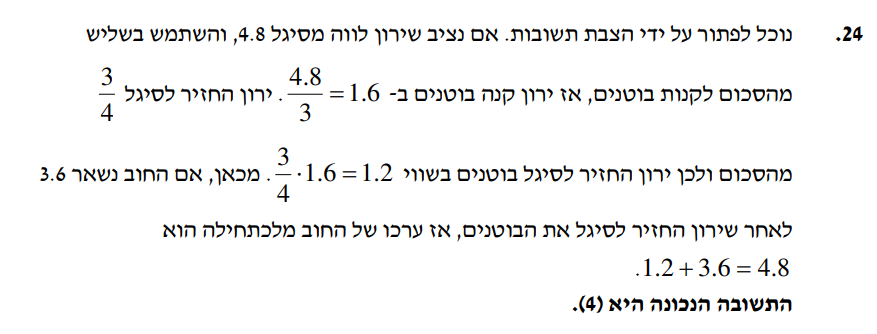 24. נוכל לפתור על ידי הצבת תשובות. אם נציב שירון לווה מסיגל 4.8, והשתמש בשליש
מהסכום לקנות בוטנים, אז ירון קנה בוטנים ב- 4.8/3 = 1.6. ירון החזיר לסיגל 3/4
מהסכום ולכן ירון החזיר לסיגל בוטנים בשווי 3/4 · 1.6 = 1.2. מכאן, אם החוב נשאר 3.6
לאחר שירון החזיר לסיגל את הבוטנים, אז ערכו של החוב מלכתחילה הוא
1.2 + 3.6 = 4.8.
התשובה הנכונה היא (4).